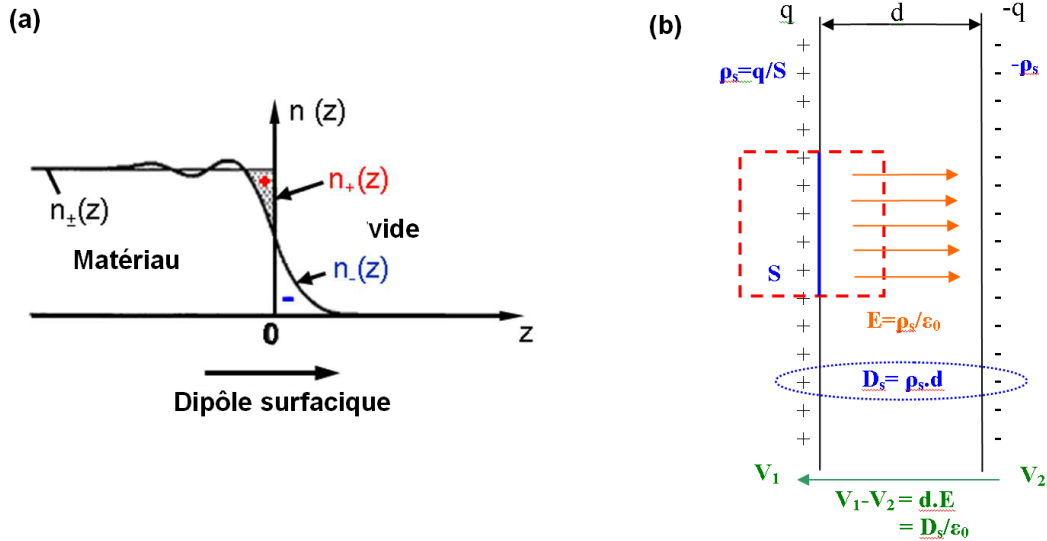 (a)
n (z)
n±(z)
+
n+(z)
Matériau
vide
n-(z)
-
0
z
Dipôle surfacique
(b)
q
d
-q
ρs=q/S
-ρs
S
E=ρs/ε0
Ds= ρs.d
V1
V2
V1-V2 = d.E
= Ds/ε0